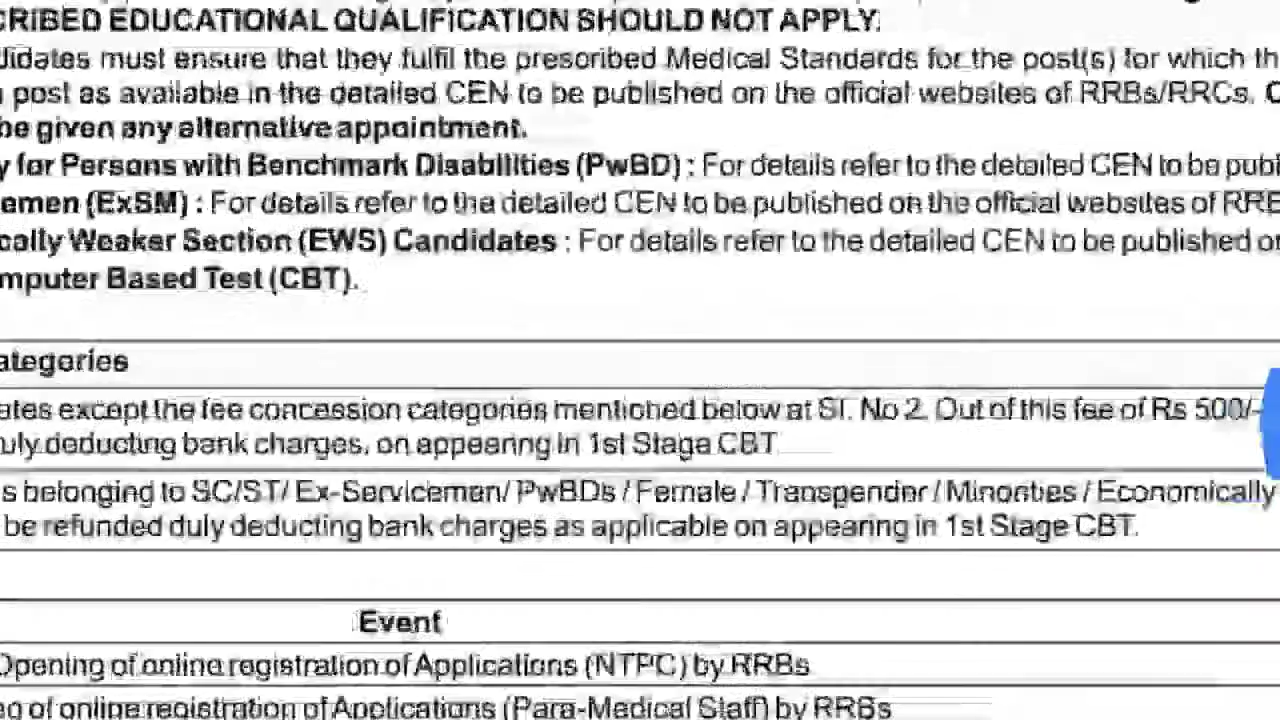 CRIBED EDUCATIONAL QUALIFICATION SHOULD NOT APPLY.
didates must ensure that they fulfil the prescribed Medical Standards for the post(s) for which th
post as available in the detailed CEN to be published on the official websites of RRBs/RRCs. C
be given any alternative appointment.
y for Persons with Benchmark Disabilities (PwBD) : For details refer to the detailed CEN to be publ
emen (ExSM) : For details refer to the detailed CEN to be published on the official websites of RRB
cally Weaker Section (EWS) Candidates : For details refer to the detailed CEN to be published on
mputer Based Test (CBT).
ategories
ates except the fee concession categories mentioned below at Sl. No 2. Out of this fee of Rs 500/-
uly deducting bank charges, on appearing in 1st Stage CBT
s belonging to SC/ST/ Ex-Servicemen/ PwBDs / Female / Transgender / Minorities / Economically
be refunded duly deducting bank charges as applicable on appearing in 1st Stage CBT.
Event
Opening of online registration of Applications (NTPC) by RRBs
ng of online registration of Applications (Para-Medical Staff) by RRBs